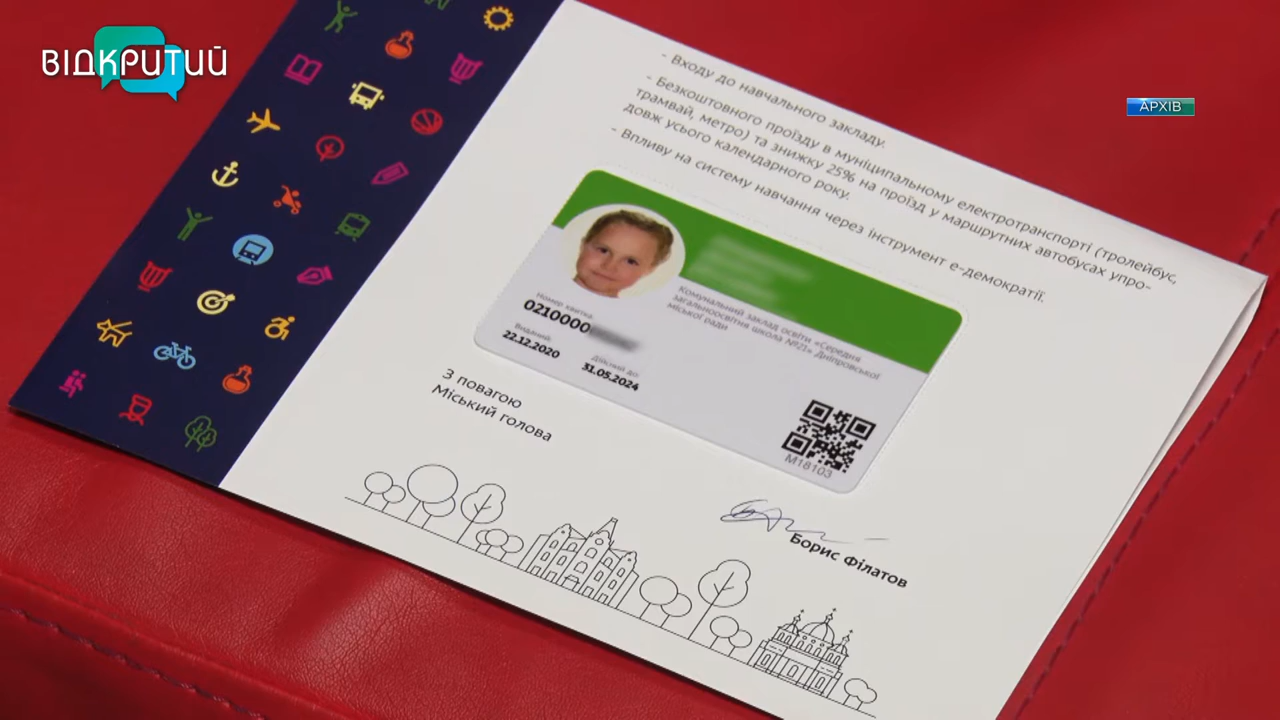 ВІДКРИТИЙ
АРХІВ
- Входу до навчального закладу.
- Безкоштовного проїзду в муніципальному електротранспорті (тролейбус,
трамвай, метро) та знижку 25% на проїзд у маршрутних автобусах упро-
довж усього календарного року.
- Впливу на систему навчання через інструмент е-демократії.
Комунальний заклад освіти «Середня
загальноосвітня школа №21» Дніпровської
міської ради
Номер квитка:
0210000
Виданий:
22.12.2020
Дійсний до:
31.05.2024
M18103
З повагою
Міський голова
Борис Філатов